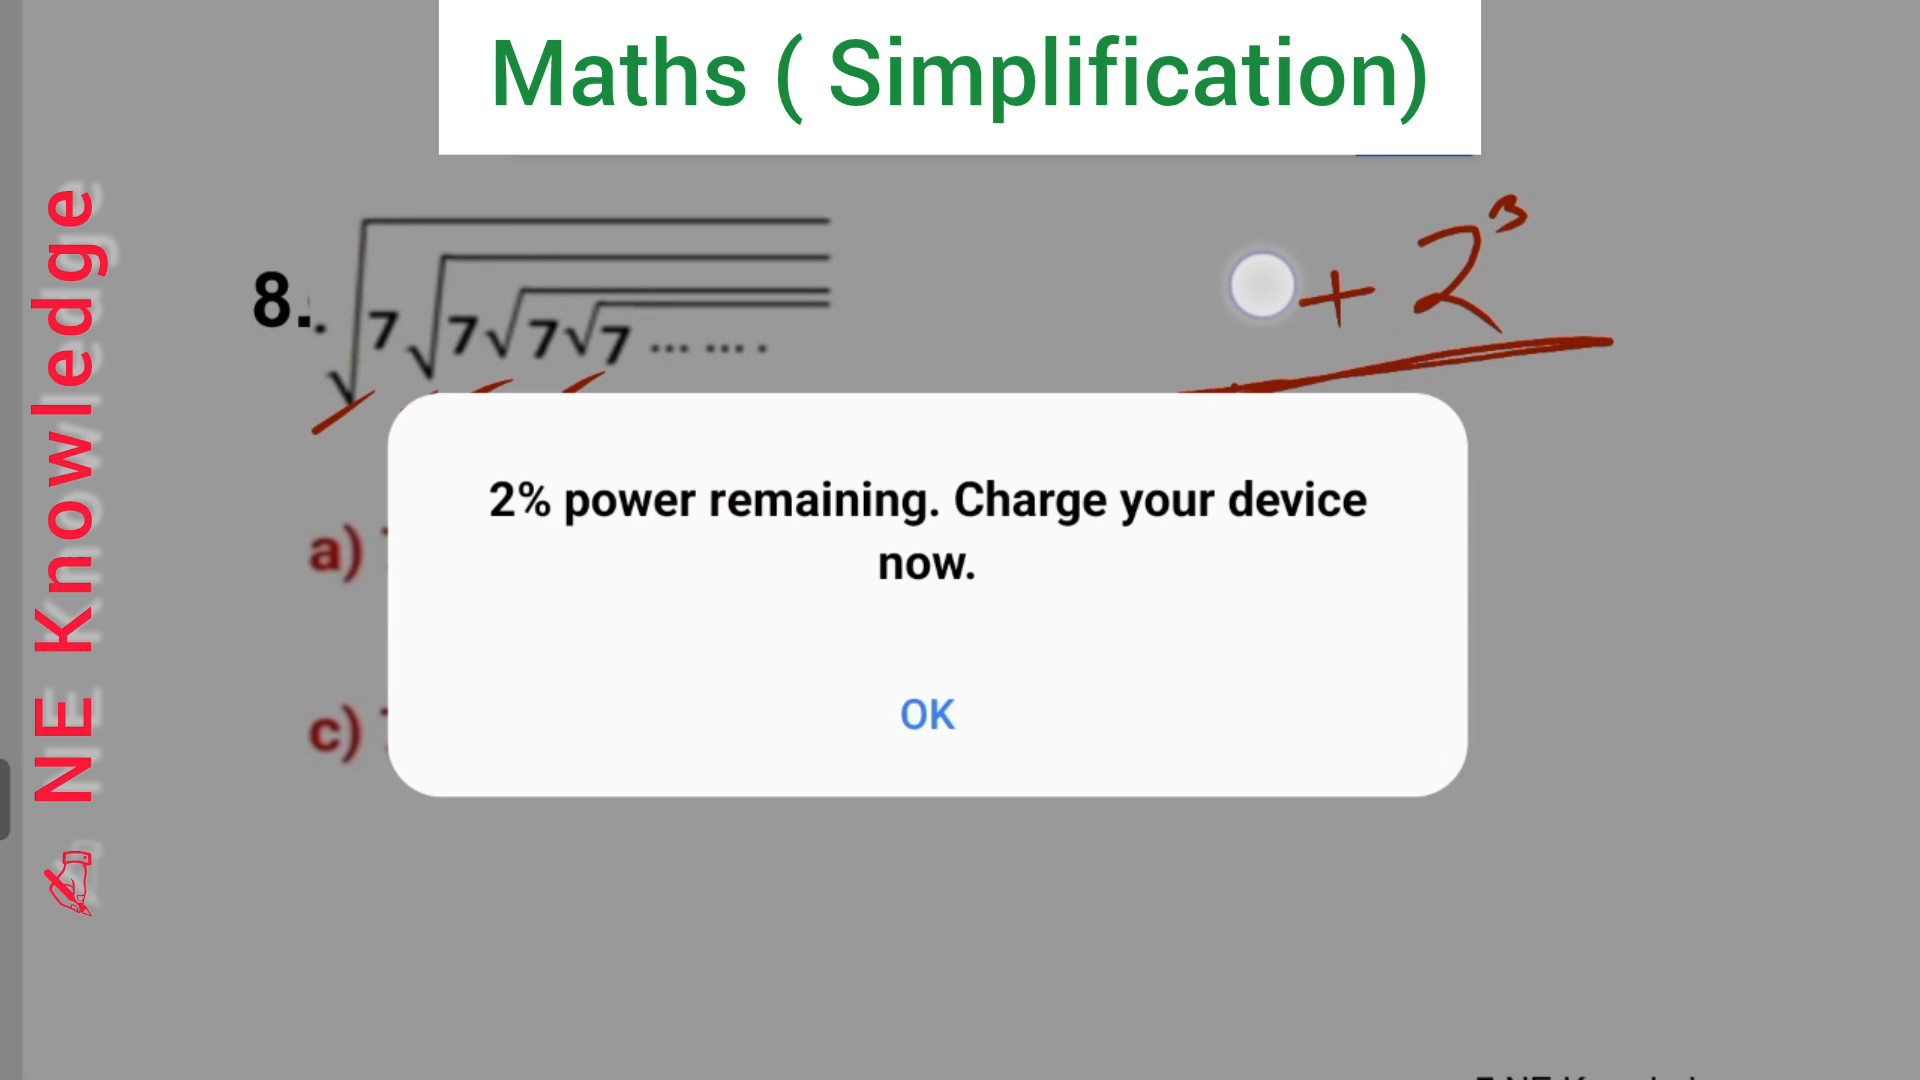 Maths ( Simplification)
✍ NE Knowledge
8.
√7√7√7√7 ... ... .
+ 2³
2% power remaining. Charge your device
now.
OK
a)
c)